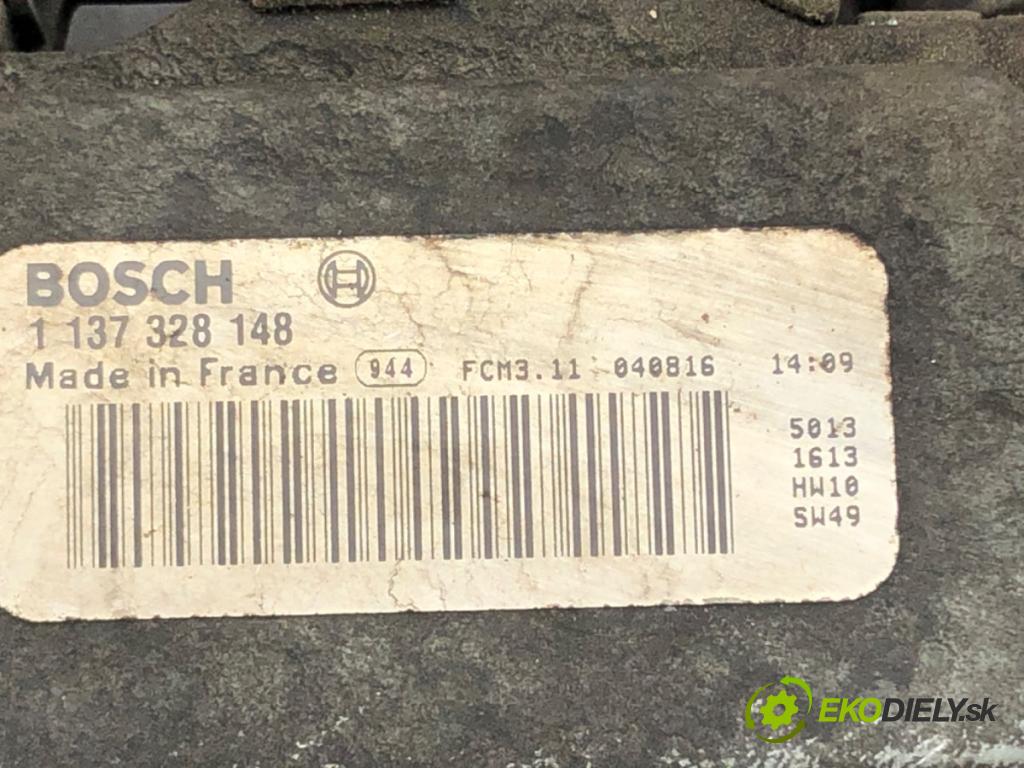 BOSCH
1 137 328 148
Made in France 944 FCM3.11 040816 14:09
5013
1613
HW10
SW49
EKODIELY.sk